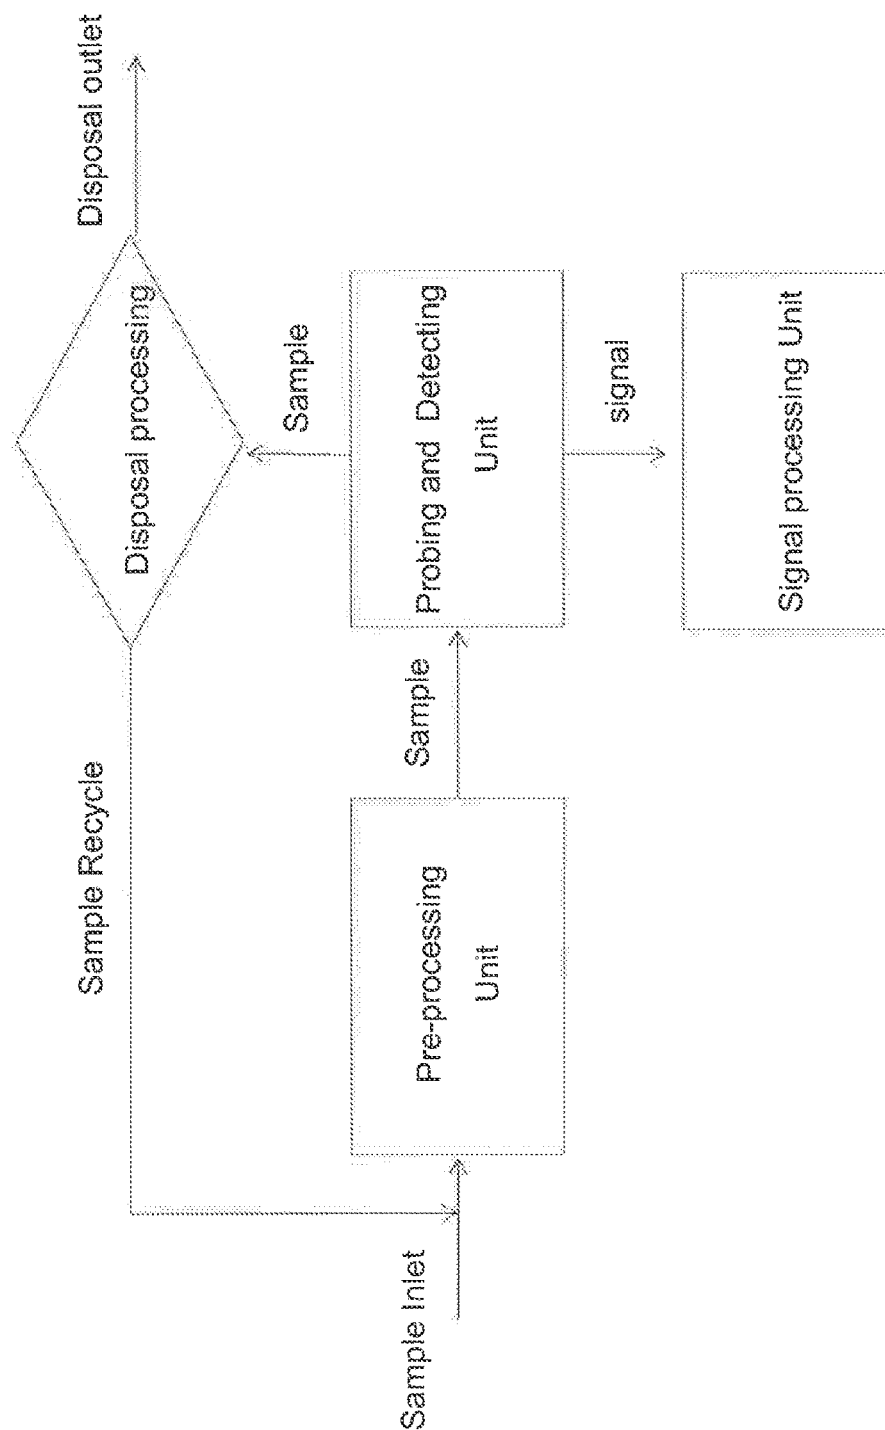 Disposal outlet
Disposal processing
Sample Recycle
Sample
Sample Inlet
Pre-processing
Unit
Sample
Probing and Detecting
Unit
signal
Signal processing Unit